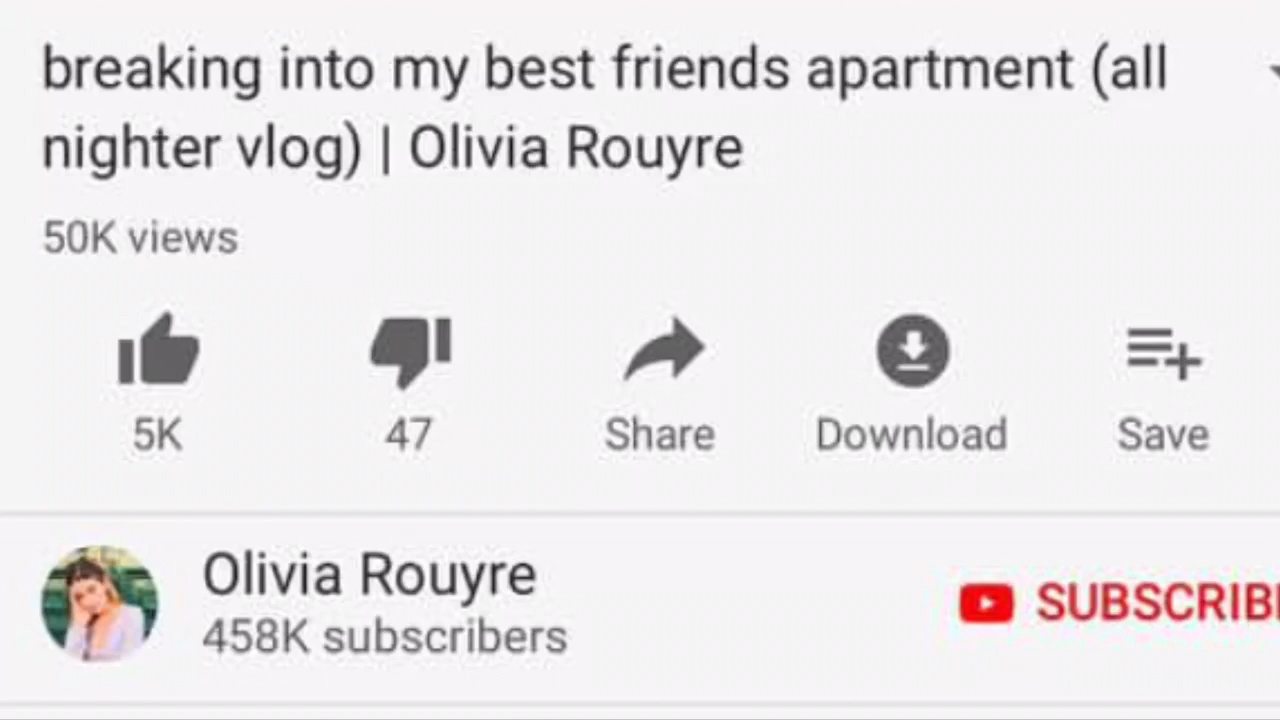 breaking into my best friends apartment (all
nighter vlog) | Olivia Rouyre
50K views
5K 47 Share Download Save
Olivia Rouyre
458K subscribers
SUBSCRIBE